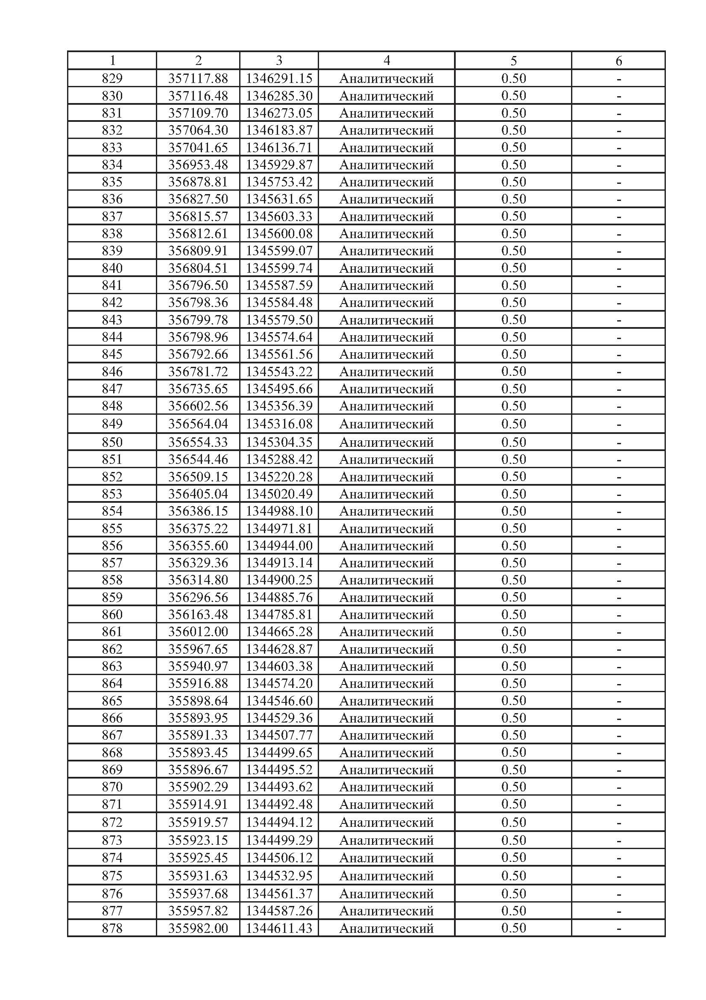 1 2 3 4 5 6
829 357117.88 1346291.15 Аналитический 0.50 -
830 357116.48 1346285.30 Аналитический 0.50 -
831 357109.70 1346273.05 Аналитический 0.50 -
832 357064.30 1346183.87 Аналитический 0.50 -
833 357041.65 1346136.71 Аналитический 0.50 -
834 356953.48 1345929.87 Аналитический 0.50 -
835 356878.81 1345753.42 Аналитический 0.50 -
836 356827.50 1345631.65 Аналитический 0.50 -
837 356815.57 1345603.33 Аналитический 0.50 -
838 356812.61 1345600.08 Аналитический 0.50 -
839 356809.91 1345599.07 Аналитический 0.50 -
840 356804.51 1345599.74 Аналитический 0.50 -
841 356796.50 1345587.59 Аналитический 0.50 -
842 356798.36 1345584.48 Аналитический 0.50 -
843 356799.78 1345579.50 Аналитический 0.50 -
844 356798.96 1345574.64 Аналитический 0.50 -
845 356792.66 1345561.56 Аналитический 0.50 -
846 356781.72 1345543.22 Аналитический 0.50 -
847 356735.65 1345495.66 Аналитический 0.50 -
848 356602.56 1345356.39 Аналитический 0.50 -
849 356564.04 1345316.08 Аналитический 0.50 -
850 356554.33 1345304.35 Аналитический 0.50 -
851 356544.46 1345288.42 Аналитический 0.50 -
852 356509.15 1345220.28 Аналитический 0.50 -
853 356405.04 1345020.49 Аналитический 0.50 -
854 356386.15 1344988.10 Аналитический 0.50 -
855 356375.22 1344971.81 Аналитический 0.50 -
856 356355.60 1344944.00 Аналитический 0.50 -
857 356329.36 1344913.14 Аналитический 0.50 -
858 356314.80 1344900.25 Аналитический 0.50 -
859 356296.56 1344885.76 Аналитический 0.50 -
860 356163.48 1344785.81 Аналитический 0.50 -
861 356012.00 1344665.28 Аналитический 0.50 -
862 355967.65 1344628.87 Аналитический 0.50 -
863 355940.97 1344603.38 Аналитический 0.50 -
864 355916.88 1344574.20 Аналитический 0.50 -
865 355898.64 1344546.60 Аналитический 0.50 -
866 355893.95 1344529.36 Аналитический 0.50 -
867 355891.33 1344507.77 Аналитический 0.50 -
868 355893.45 1344499.65 Аналитический 0.50 -
869 355896.67 1344495.52 Аналитический 0.50 -
870 355902.29 1344493.62 Аналитический 0.50 -
871 355914.91 1344492.48 Аналитический 0.50 -
872 355919.57 1344494.12 Аналитический 0.50 -
873 355923.15 1344499.29 Аналитический 0.50 -
874 355925.45 1344506.12 Аналитический 0.50 -
875 355931.63 1344532.95 Аналитический 0.50 -
876 355937.68 1344561.37 Аналитический 0.50 -
877 355957.82 1344587.26 Аналитический 0.50 -
878 355982.00 1344611.43 Аналитический 0.50 -